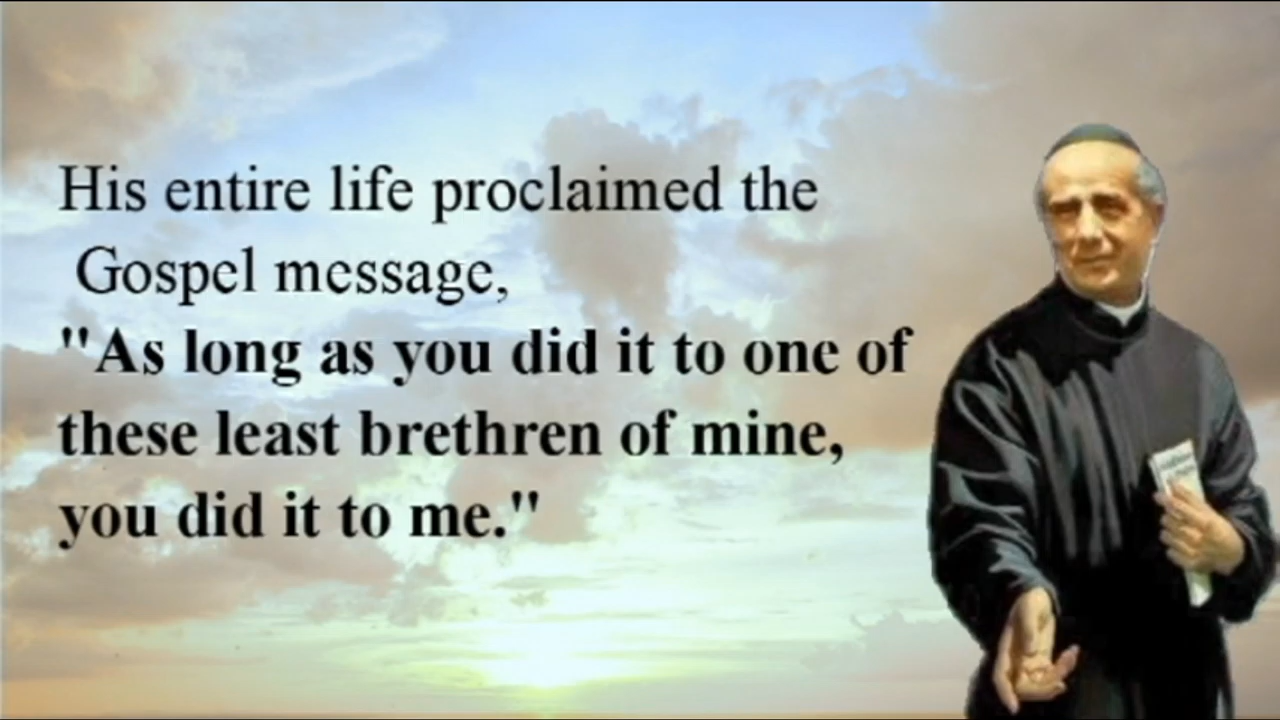 His entire life proclaimed the
Gospel message,
"As long as you did it to one of
these least brethren of mine,
you did it to me."